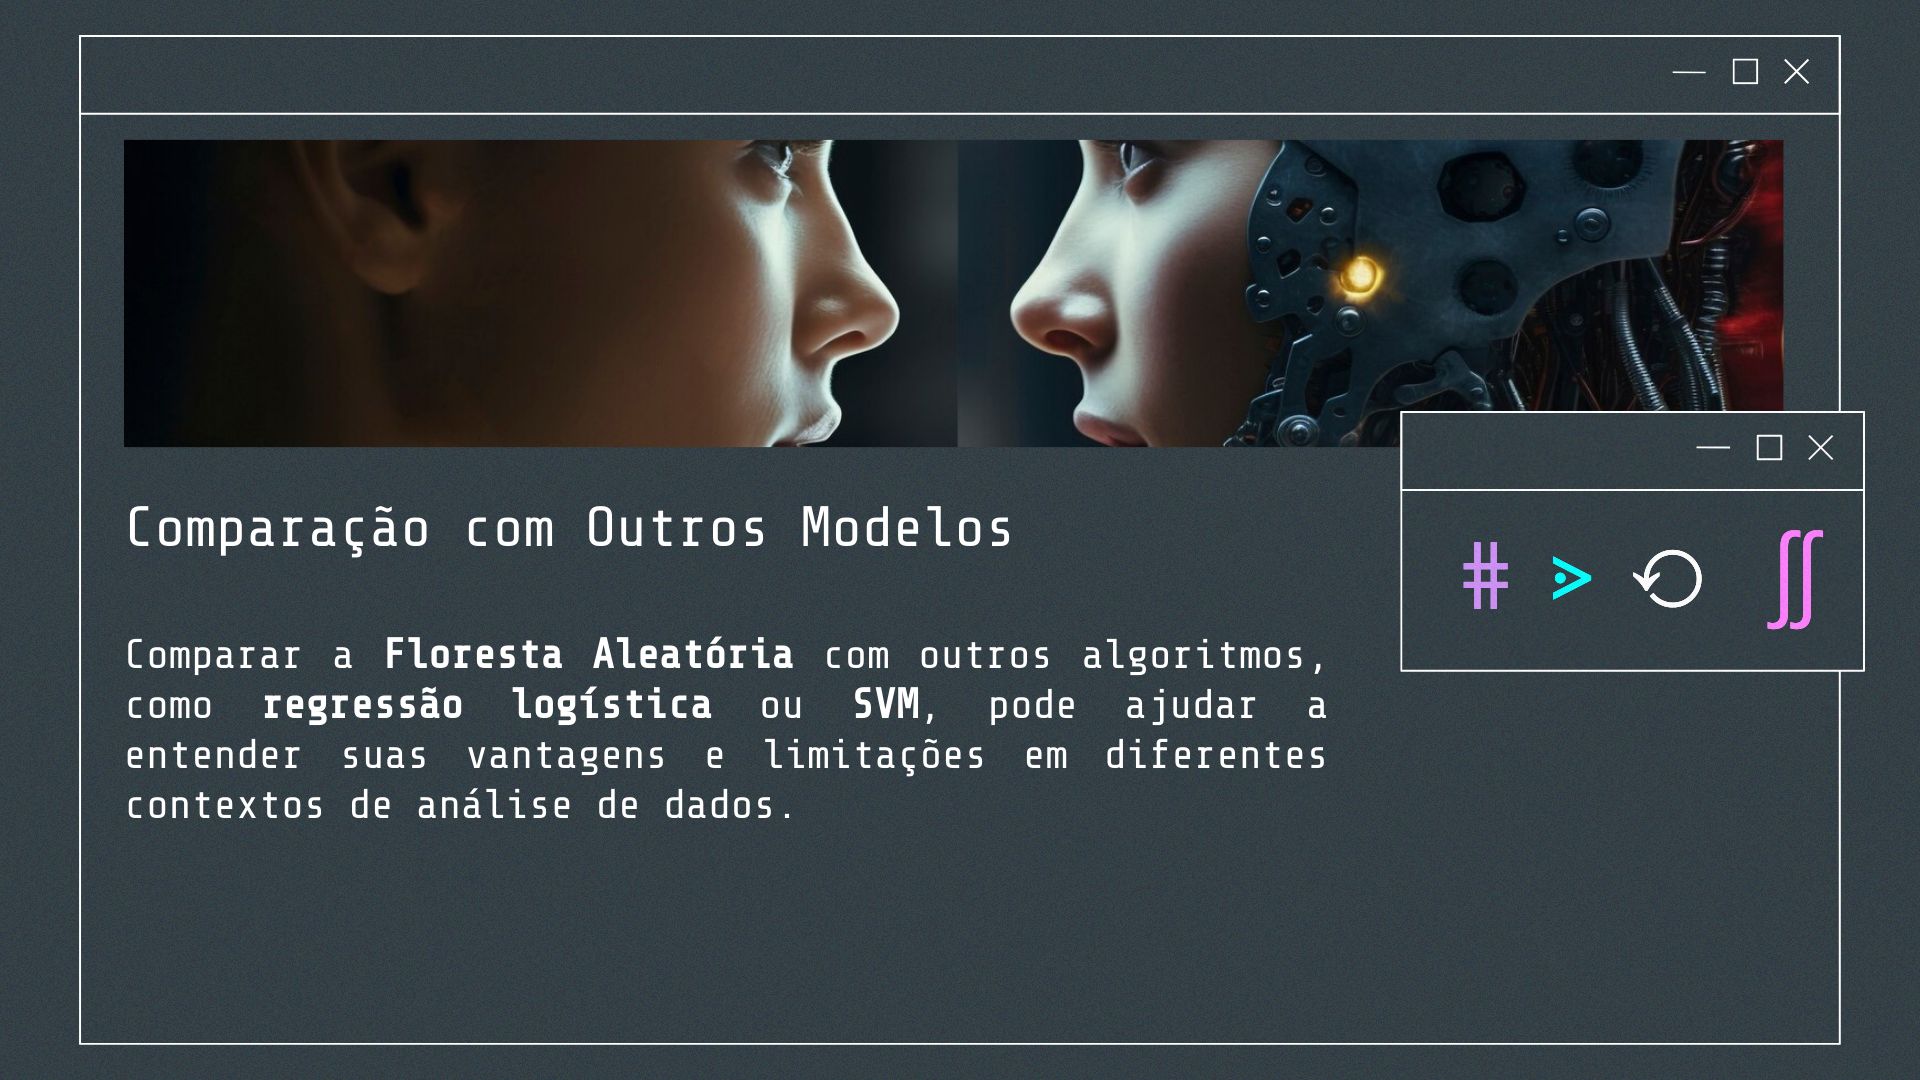 Comparação com Outros Modelos
Comparar a Floresta Aleatória com outros algoritmos,
como regressão logística ou SVM, pode ajudar a
entender suas vantagens e limitações em diferentes
contextos de análise de dados.
# ⋗ ⟲ ∬